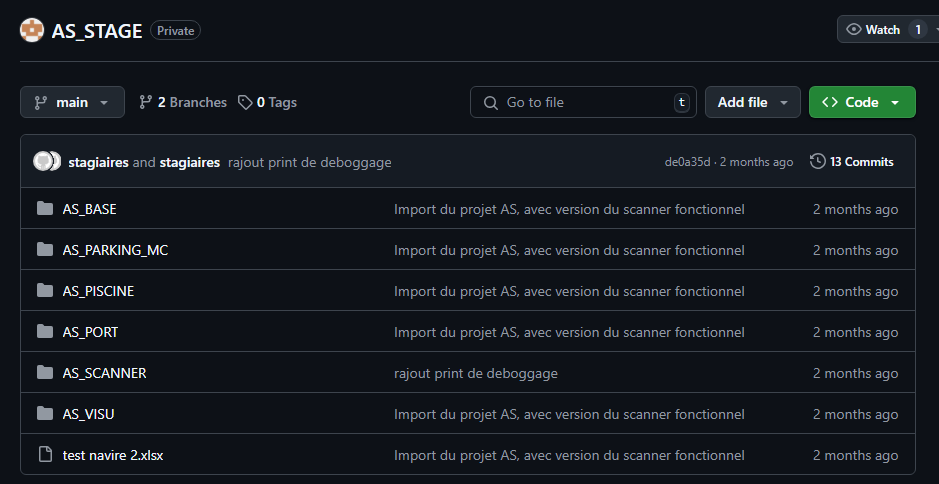 AS_STAGE Private Watch 1
main 2 Branches 0 Tags Go to file t Add file Code
stagiaires and stagiaires rajout print de deboggage de0a35d · 2 months ago 13 Commits
AS_BASE Import du projet AS, avec version du scanner fonctionnel 2 months ago
AS_PARKING_MC Import du projet AS, avec version du scanner fonctionnel 2 months ago
AS_PISCINE Import du projet AS, avec version du scanner fonctionnel 2 months ago
AS_PORT Import du projet AS, avec version du scanner fonctionnel 2 months ago
AS_SCANNER rajout print de deboggage 2 months ago
AS_VISU Import du projet AS, avec version du scanner fonctionnel 2 months ago
test navire 2.xlsx Import du projet AS, avec version du scanner fonctionnel 2 months ago